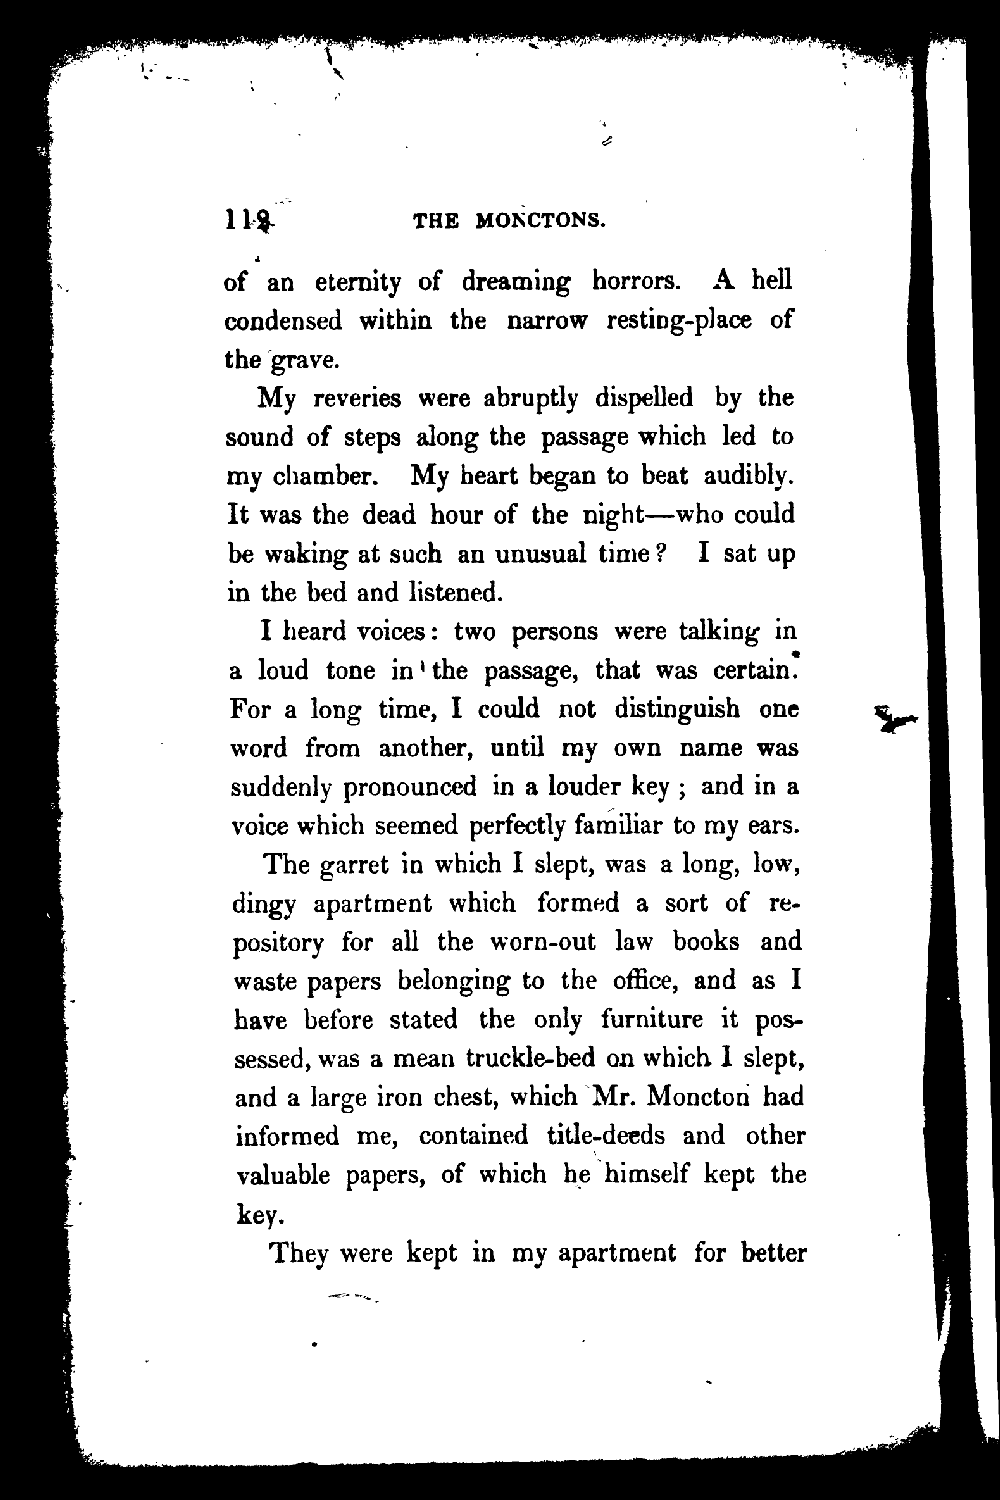 112 THE MONCTONS.
of an eternity of dreaming horrors. A hell
condensed within the narrow resting-place of
the grave.
My reveries were abruptly dispelled by the
sound of steps along the passage which led to
my chamber. My heart began to beat audibly.
It was the dead hour of the night—who could
be waking at such an unusual time? I sat up
in the bed and listened.
I heard voices: two persons were talking in
a loud tone in the passage, that was certain.
For a long time, I could not distinguish one
word from another, until my own name was
suddenly pronounced in a louder key; and in a
voice which seemed perfectly familiar to my ears.
The garret in which I slept, was a long, low,
dingy apartment which formed a sort of re-
pository for all the worn-out law books and
waste papers belonging to the office, and as I
have before stated the only furniture it pos-
sessed, was a mean truckle-bed on which I slept,
and a large iron chest, which Mr. Moncton had
informed me, contained title-deeds and other
valuable papers, of which he himself kept the
key.
They were kept in my apartment for better